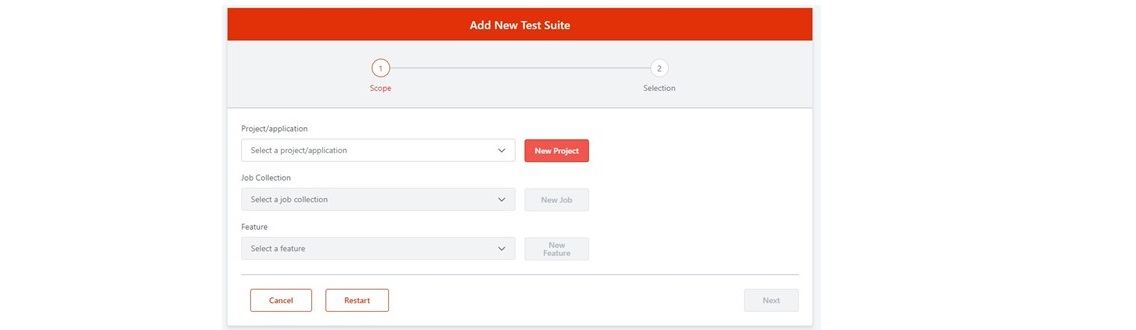 Add New Test Suite
1
2
Scope
Selection
Project/application
Select a project/application
New Project
Job Collection
Select a job collection
New Job
Feature
Select a feature
New
Feature
Cancel
Restart
Next